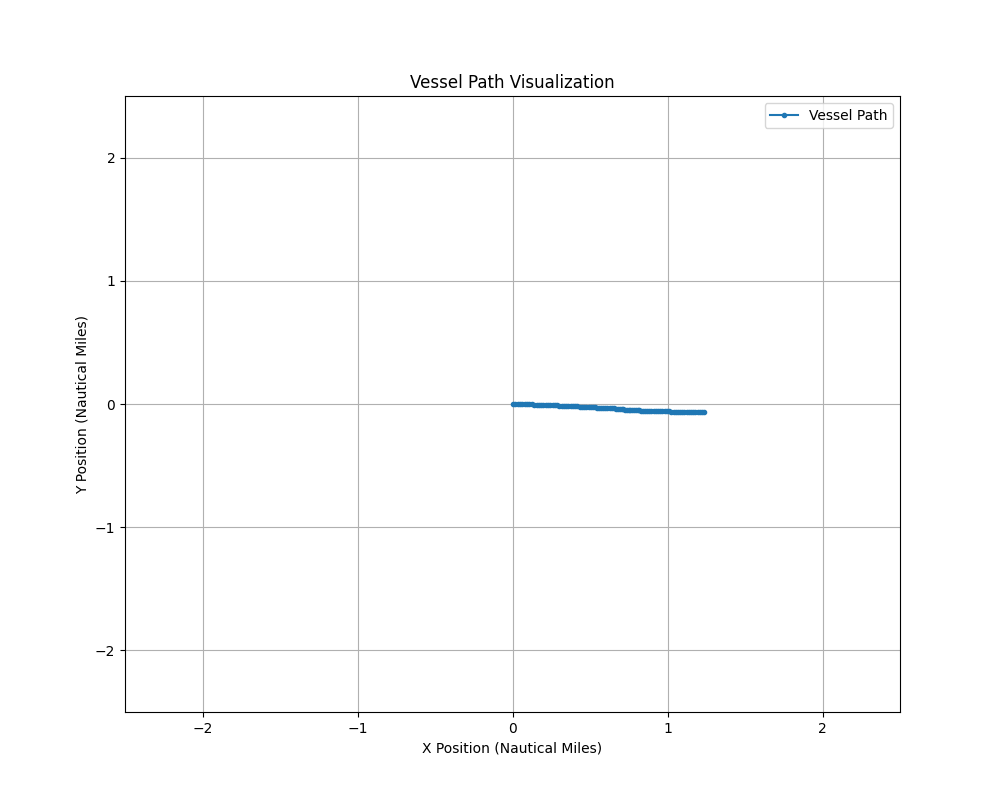 Vessel Path Visualization
Vessel Path
2
1
0
−1
−2
Y Position (Nautical Miles)
−2
−1
0
1
2
X Position (Nautical Miles)